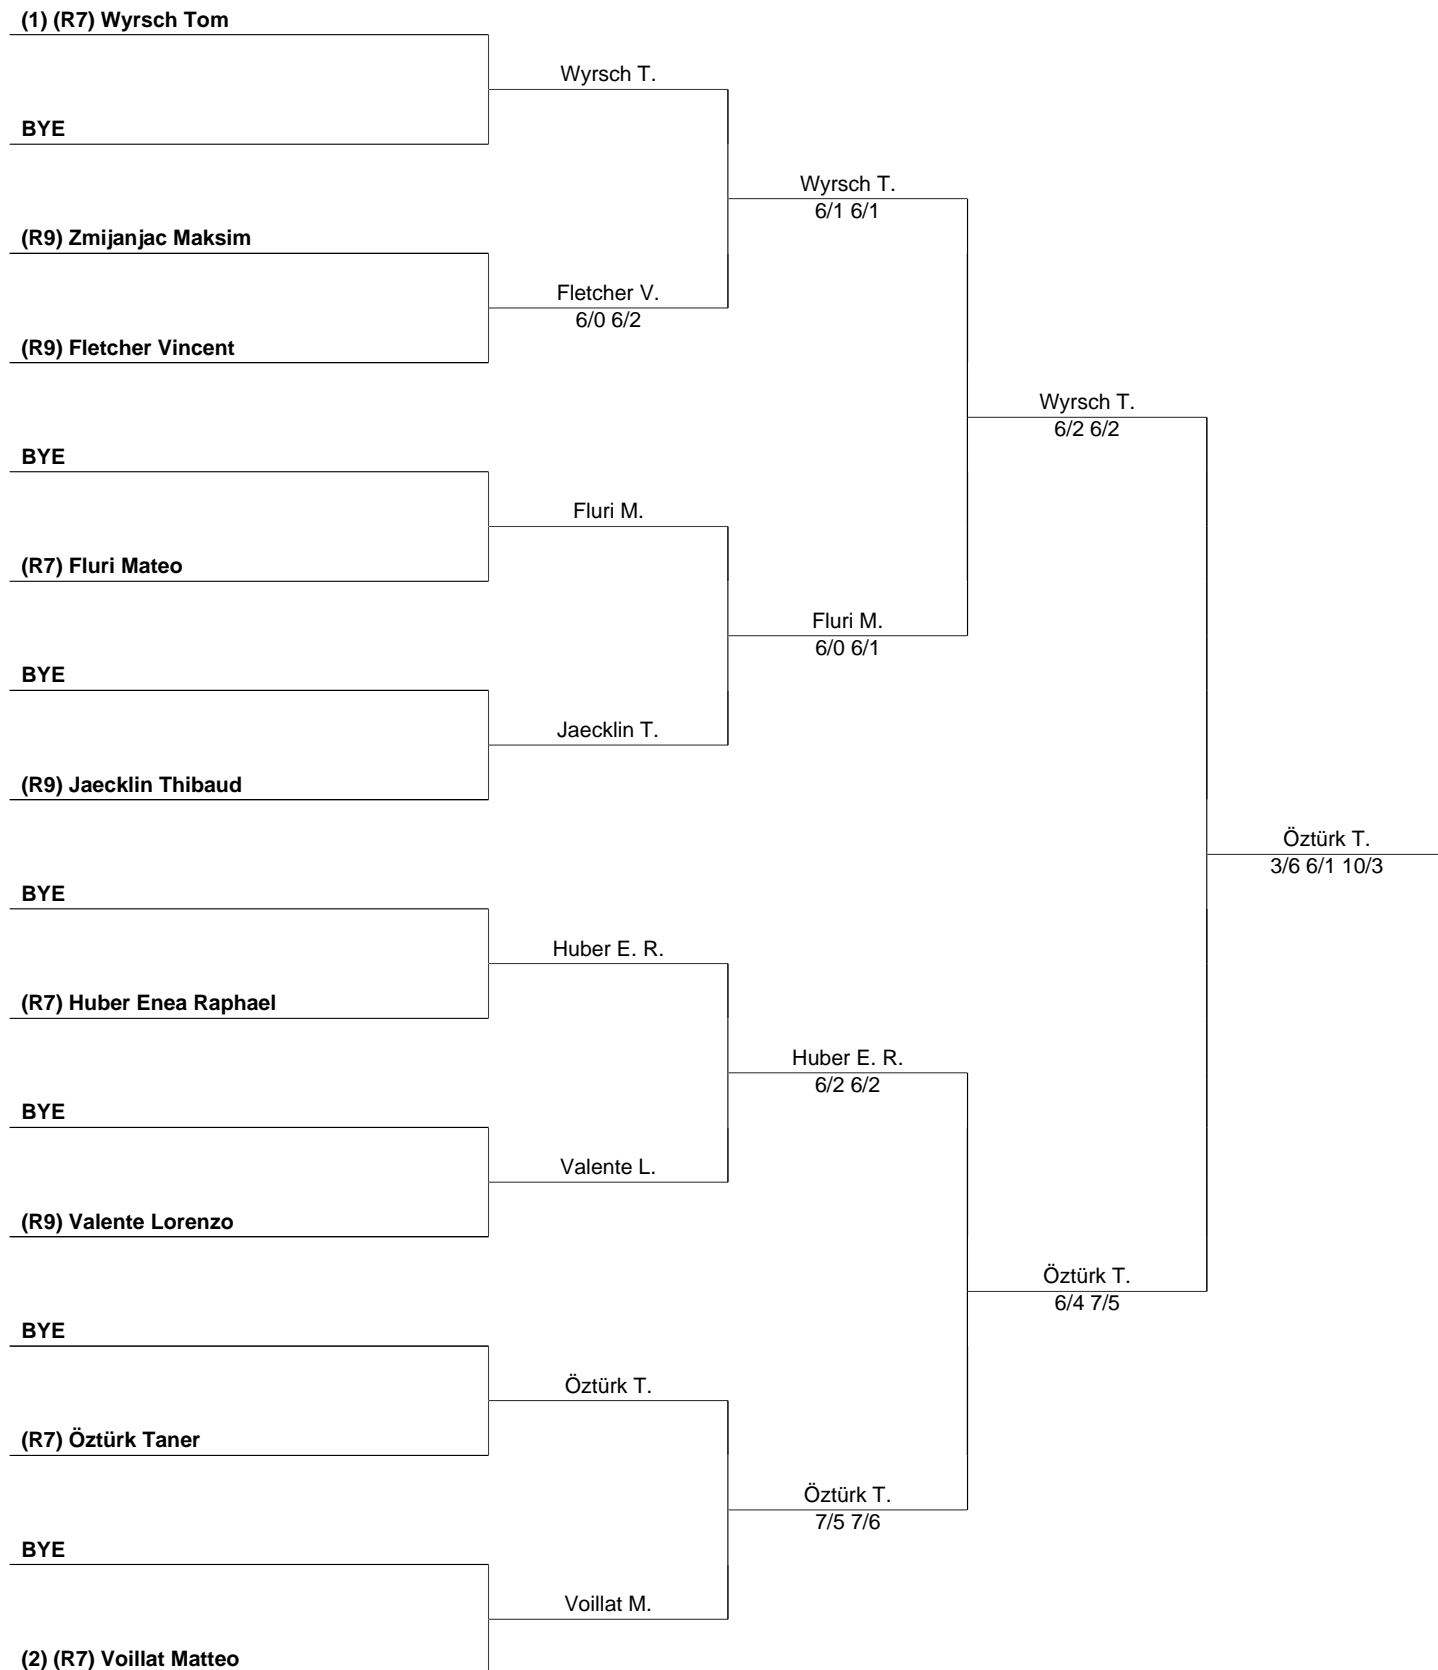 (1) (R7) Wyrsch Tom
Wyrsch T.
BYE
Wyrsch T.
6/1 6/1
(R9) Zmijanjac Maksim
Fletcher V.
6/0 6/2
(R9) Fletcher Vincent
Wyrsch T.
6/2 6/2
BYE
Fluri M.
(R7) Fluri Mateo
Fluri M.
6/0 6/1
BYE
Jaecklin T.
(R9) Jaecklin Thibaud
Öztürk T.
3/6 6/1 10/3
BYE
Huber E. R.
(R7) Huber Enea Raphael
Huber E. R.
6/2 6/2
BYE
Valente L.
(R9) Valente Lorenzo
Öztürk T.
6/4 7/5
BYE
Öztürk T.
(R7) Öztürk Taner
Öztürk T.
7/5 7/6
BYE
Voillat M.
(2) (R7) Voillat Matteo